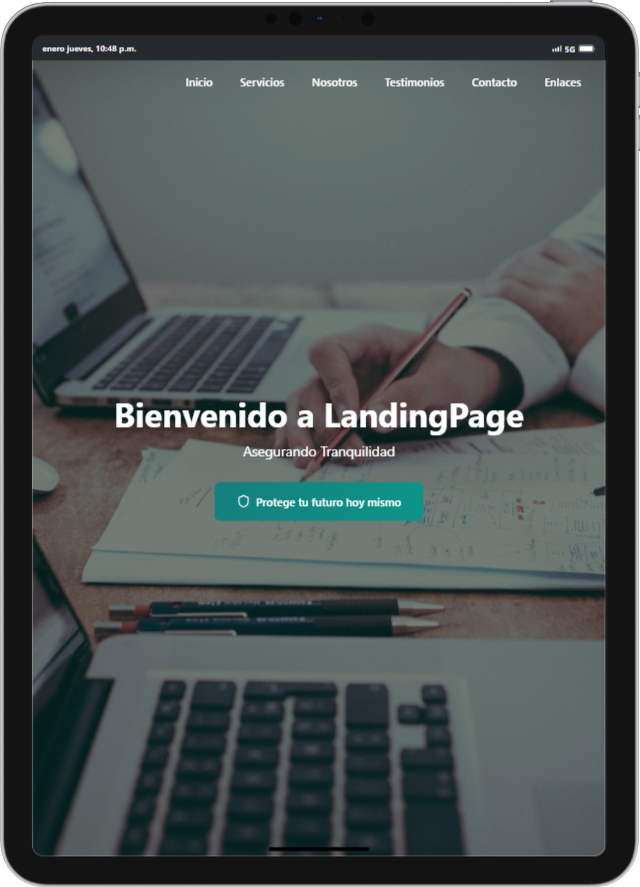 enero jueves, 10:48 p.m.
5G
Inicio Servicios Nosotros Testimonios Contacto Enlaces
Bienvenido a LandingPage
Asegurando Tranquilidad
Protege tu futuro hoy mismo